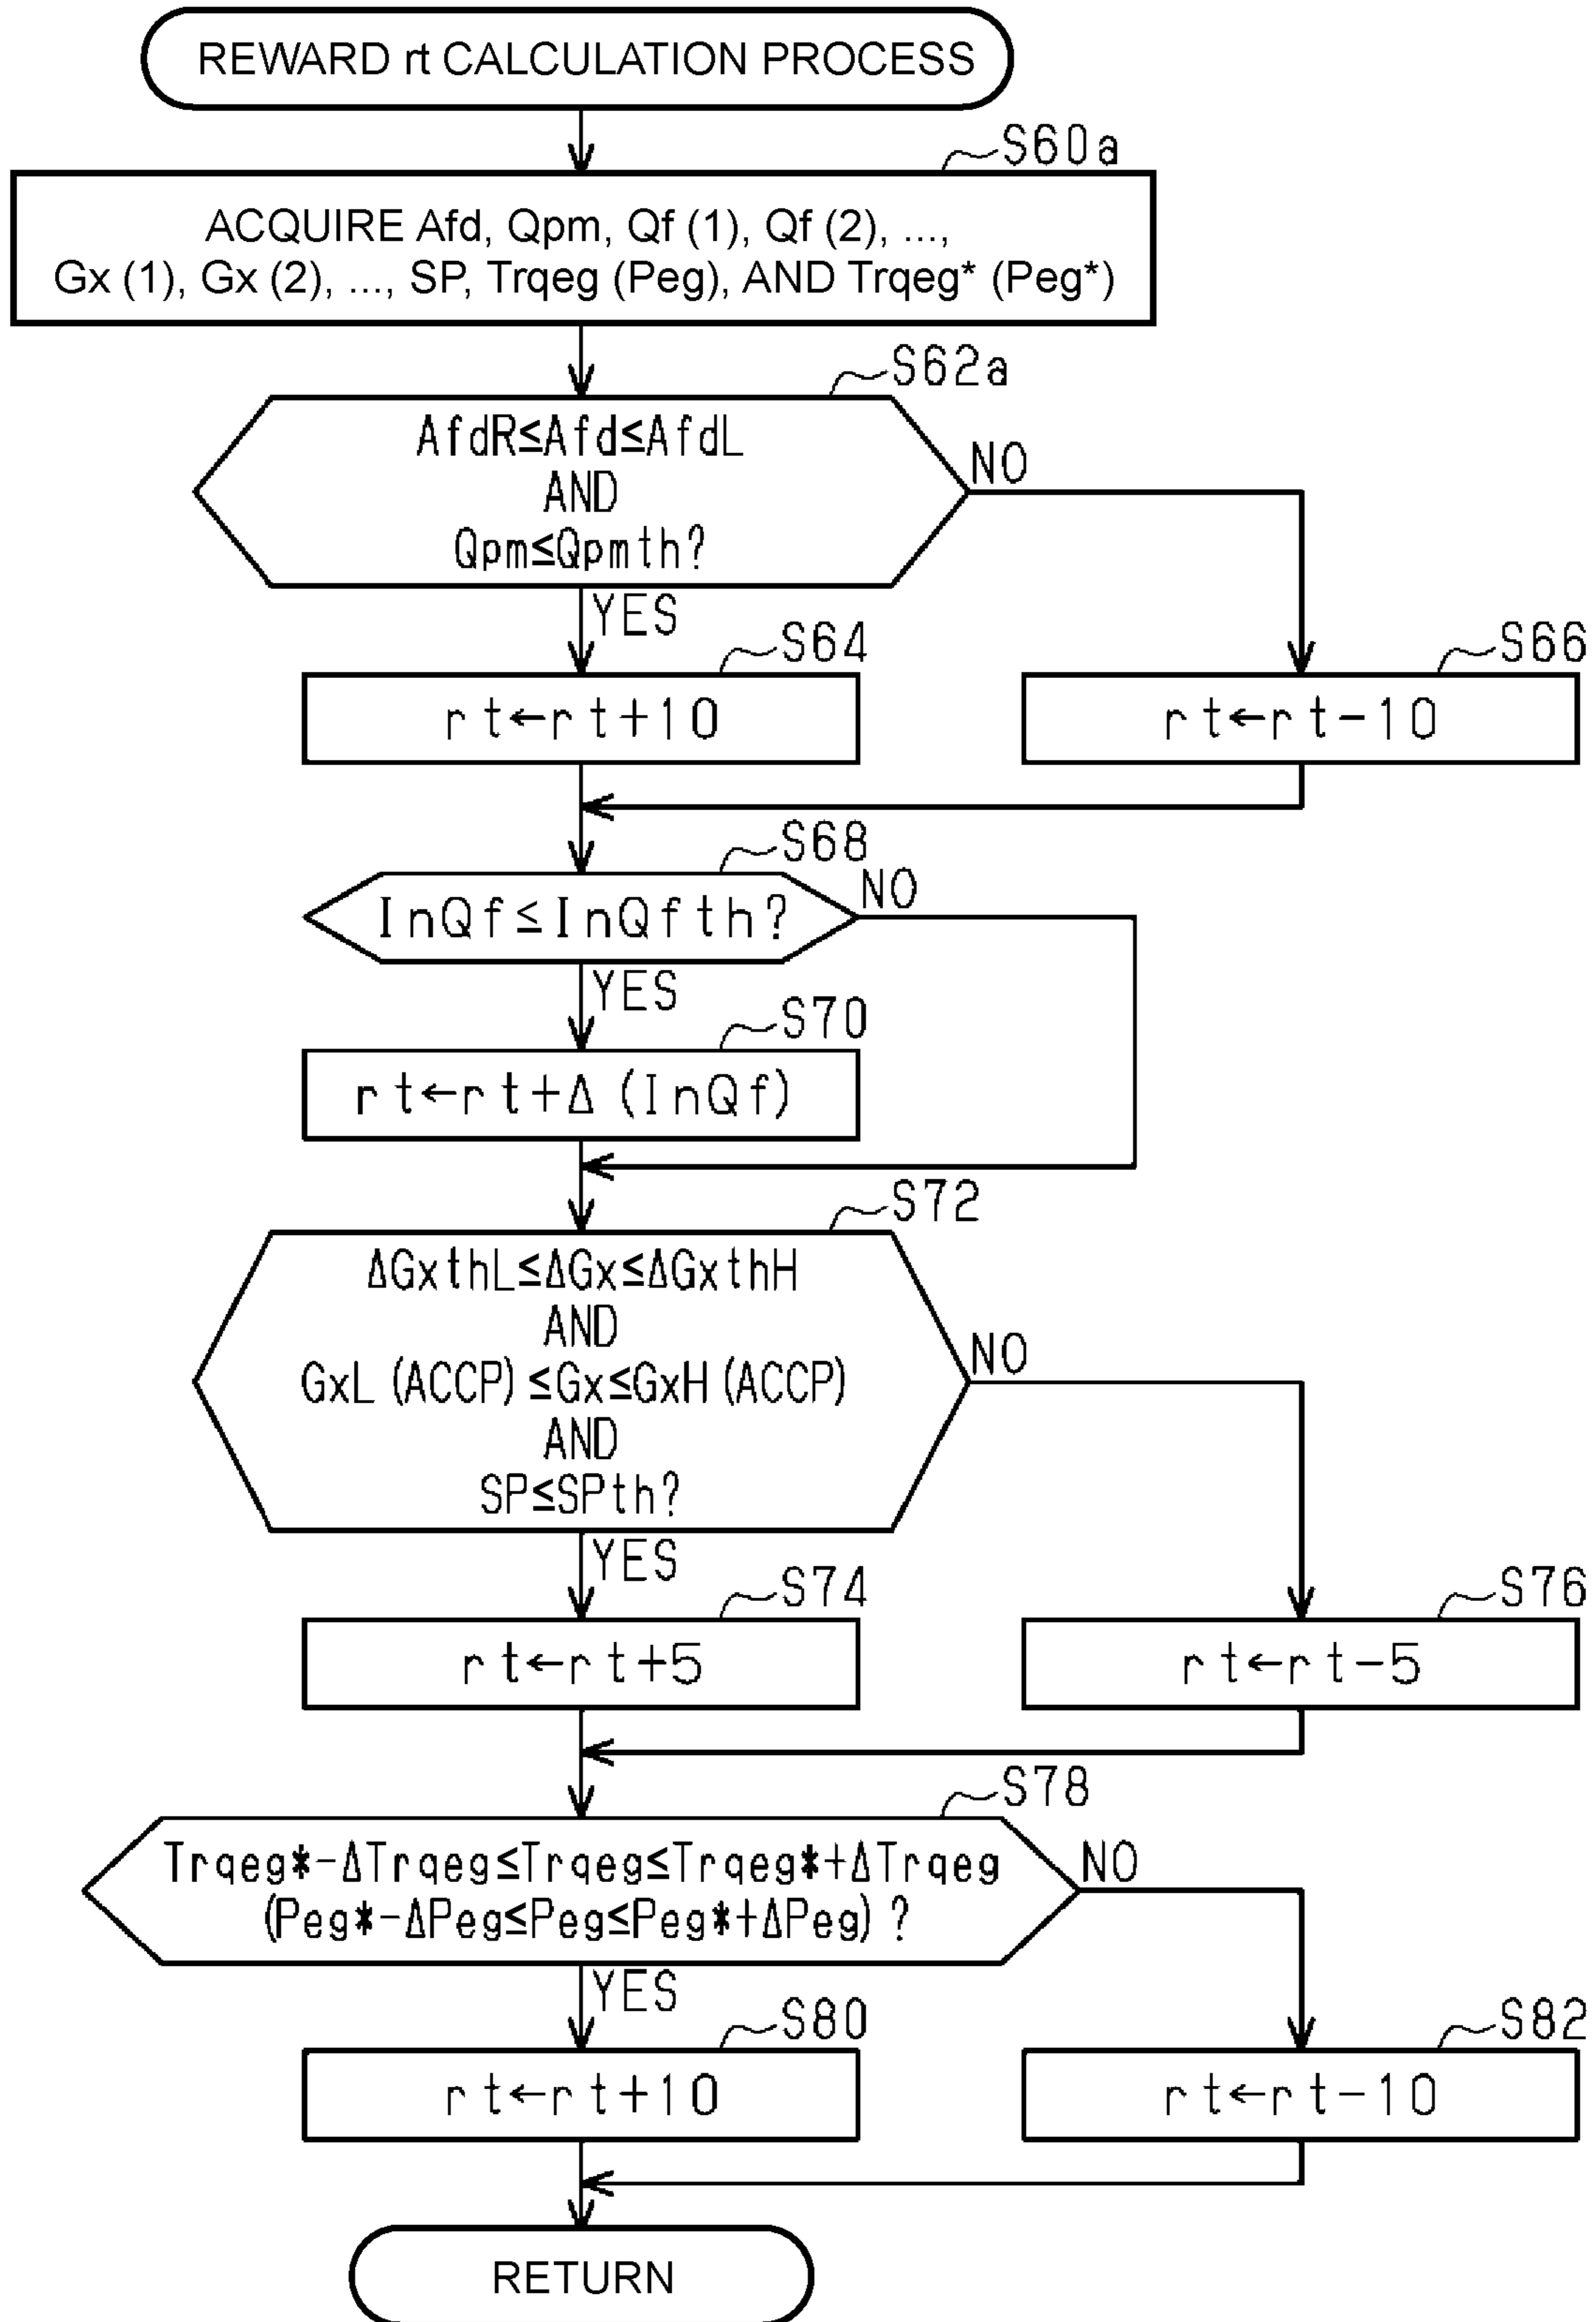 REWARD rt CALCULATION PROCESS
S60a
ACQUIRE Afd, Qpm, Qf (1), Qf (2), ...,
Gx (1), Gx (2), ..., SP, Trqeg (Peg), AND Trqeg* (Peg*)
S62a
AfdR≤Afd≤AfdL
AND
Qpm≤Qpmth?
NO
YES
S64
rt←rt+10
S66
rt←rt-10
S68
InQf≤InQfth?
NO
YES
S70
rt←rt+Δ (InQf)
S72
ΔGxthL≤ΔGx≤ΔGxthH
AND
GxL (ACCP) ≤Gx≤GxH (ACCP)
AND
SP≤SPth?
NO
YES
S74
rt←rt+5
S76
rt←rt-5
S78
Trqeg*-ΔTrqeg≤Trqeg≤Trqeg*+ΔTrqeg
(Peg*-ΔPeg≤Peg≤Peg*+ΔPeg) ?
NO
YES
S80
rt←rt+10
S82
rt←rt-10
RETURN